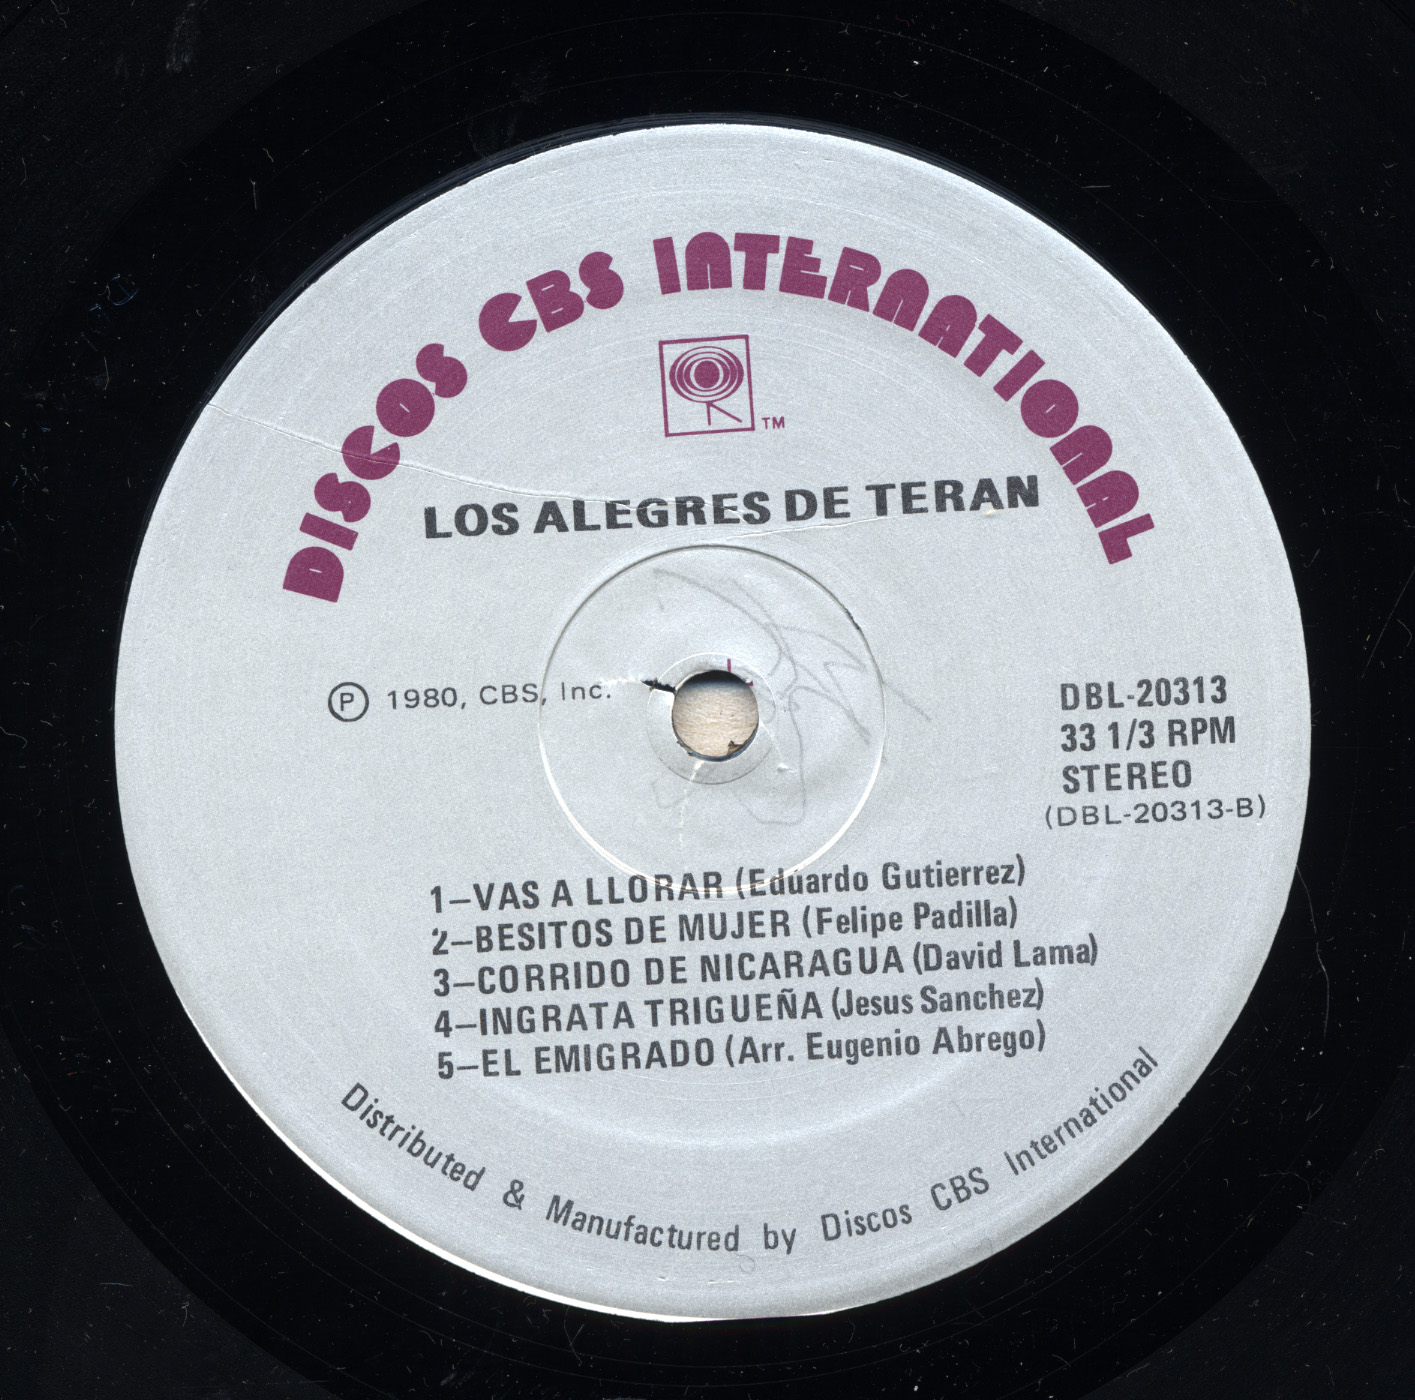 DISCOS CBS INTERNATIONAL
TM
LOS ALEGRES DE TERAN
Ⓟ 1980, CBS, Inc.
DBL-20313
33 1/3 RPM
STEREO
(DBL-20313-B)
1—VAS A LLORAR (Eduardo Gutierrez)
2—BESITOS DE MUJER (Felipe Padilla)
3—CORRIDO DE NICARAGUA (David Lama)
4—INGRATA TRIGUEÑA (Jesus Sanchez)
5—EL EMIGRADO (Arr. Eugenio Abrego)
Distributed & Manufactured by Discos CBS International